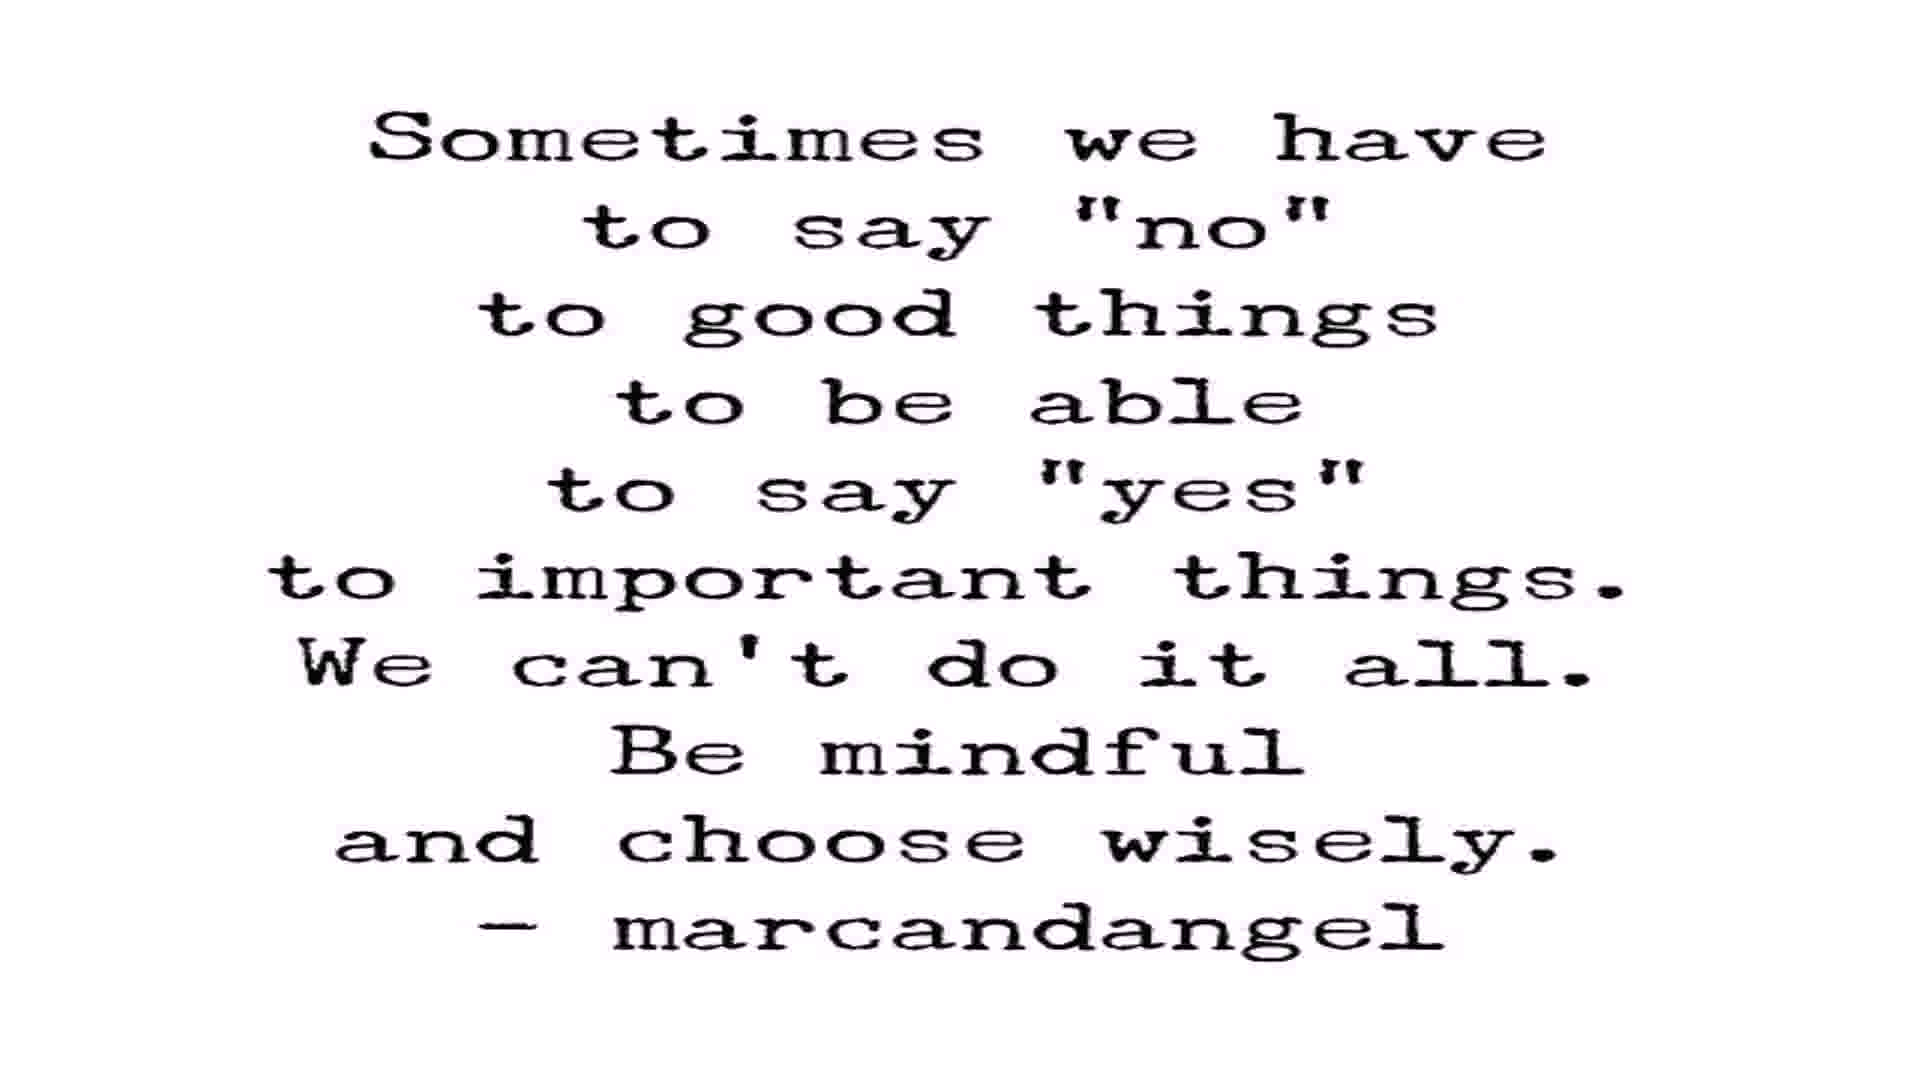 Sometimes we have
to say "no"
to good things
to be able
to say "yes"
to important things.
We can't do it all.
Be mindful
and choose wisely.
- marcandangel